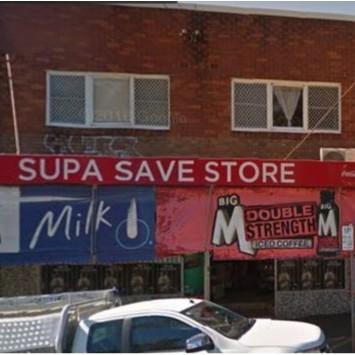 SUPA SAVE STORE
Milk
BIG
M
DOUBLE
STRENGTH
ICED COFFEE
BIG
M